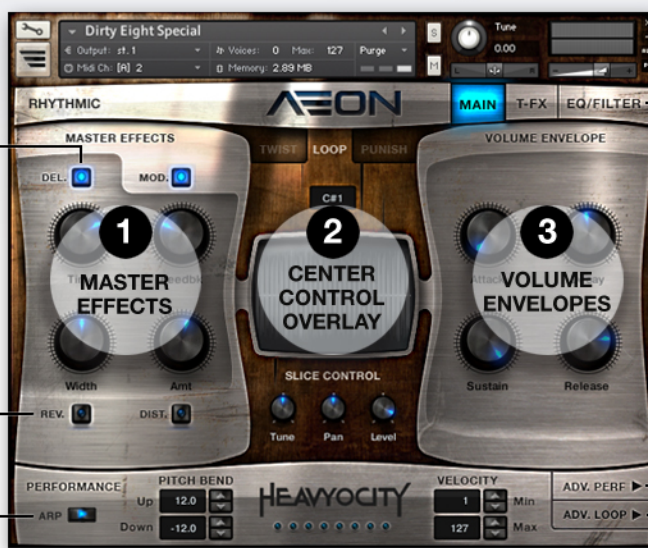 Dirty Eight Special
Output: st.1
Voices: 0 Max: 127
Purge
Midi Ch: [A] 2
Memory: 2.89 MB
S
M
Tune
0.00
L
R
RHYTHMIC
AEON
MAIN
T-FX
EQ/FILTER
MASTER EFFECTS
TWIST
LOOP
PUNISH
VOLUME ENVELOPE
DEL.
MOD.
C#1
1
MASTER
EFFECTS
2
CENTER
CONTROL
OVERLAY
3
VOLUME
ENVELOPES
Attack
Width
Amt
SLICE CONTROL
Sustain
Release
REV.
DIST.
Tune
Pan
Level
PERFORMANCE
PITCH BEND
HEAVYOCITY
VELOCITY
ADV. PERF
Up 12.0
1 Min
ARP
ADV. LOOP
Down -12.0
127 Max